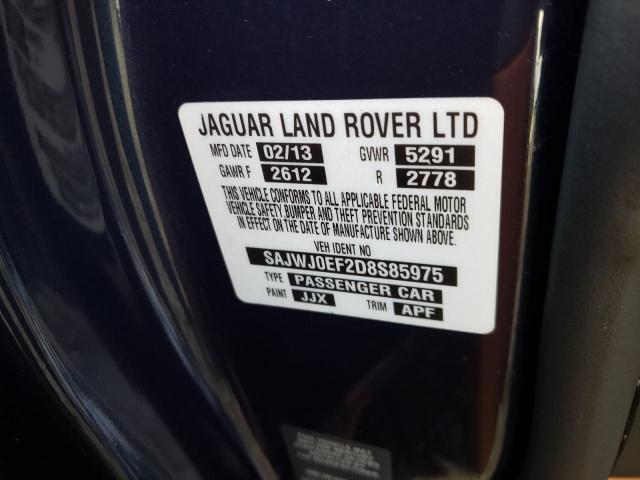 JAGUAR LAND ROVER LTD
MFD DATE 02/13 GVWR 5291
GAWR F 2612 R 2778
THIS VEHICLE CONFORMS TO ALL APPLICABLE FEDERAL MOTOR
VEHICLE SAFETY BUMPER AND THEFT PREVENTION STANDARDS
IN EFFECT ON THE DATE OF MANUFACTURE SHOWN ABOVE.
VEH IDENT NO
SAJWJ0EF2D8S85975
TYPE PASSENGER CAR
PAINT JJX TRIM APF